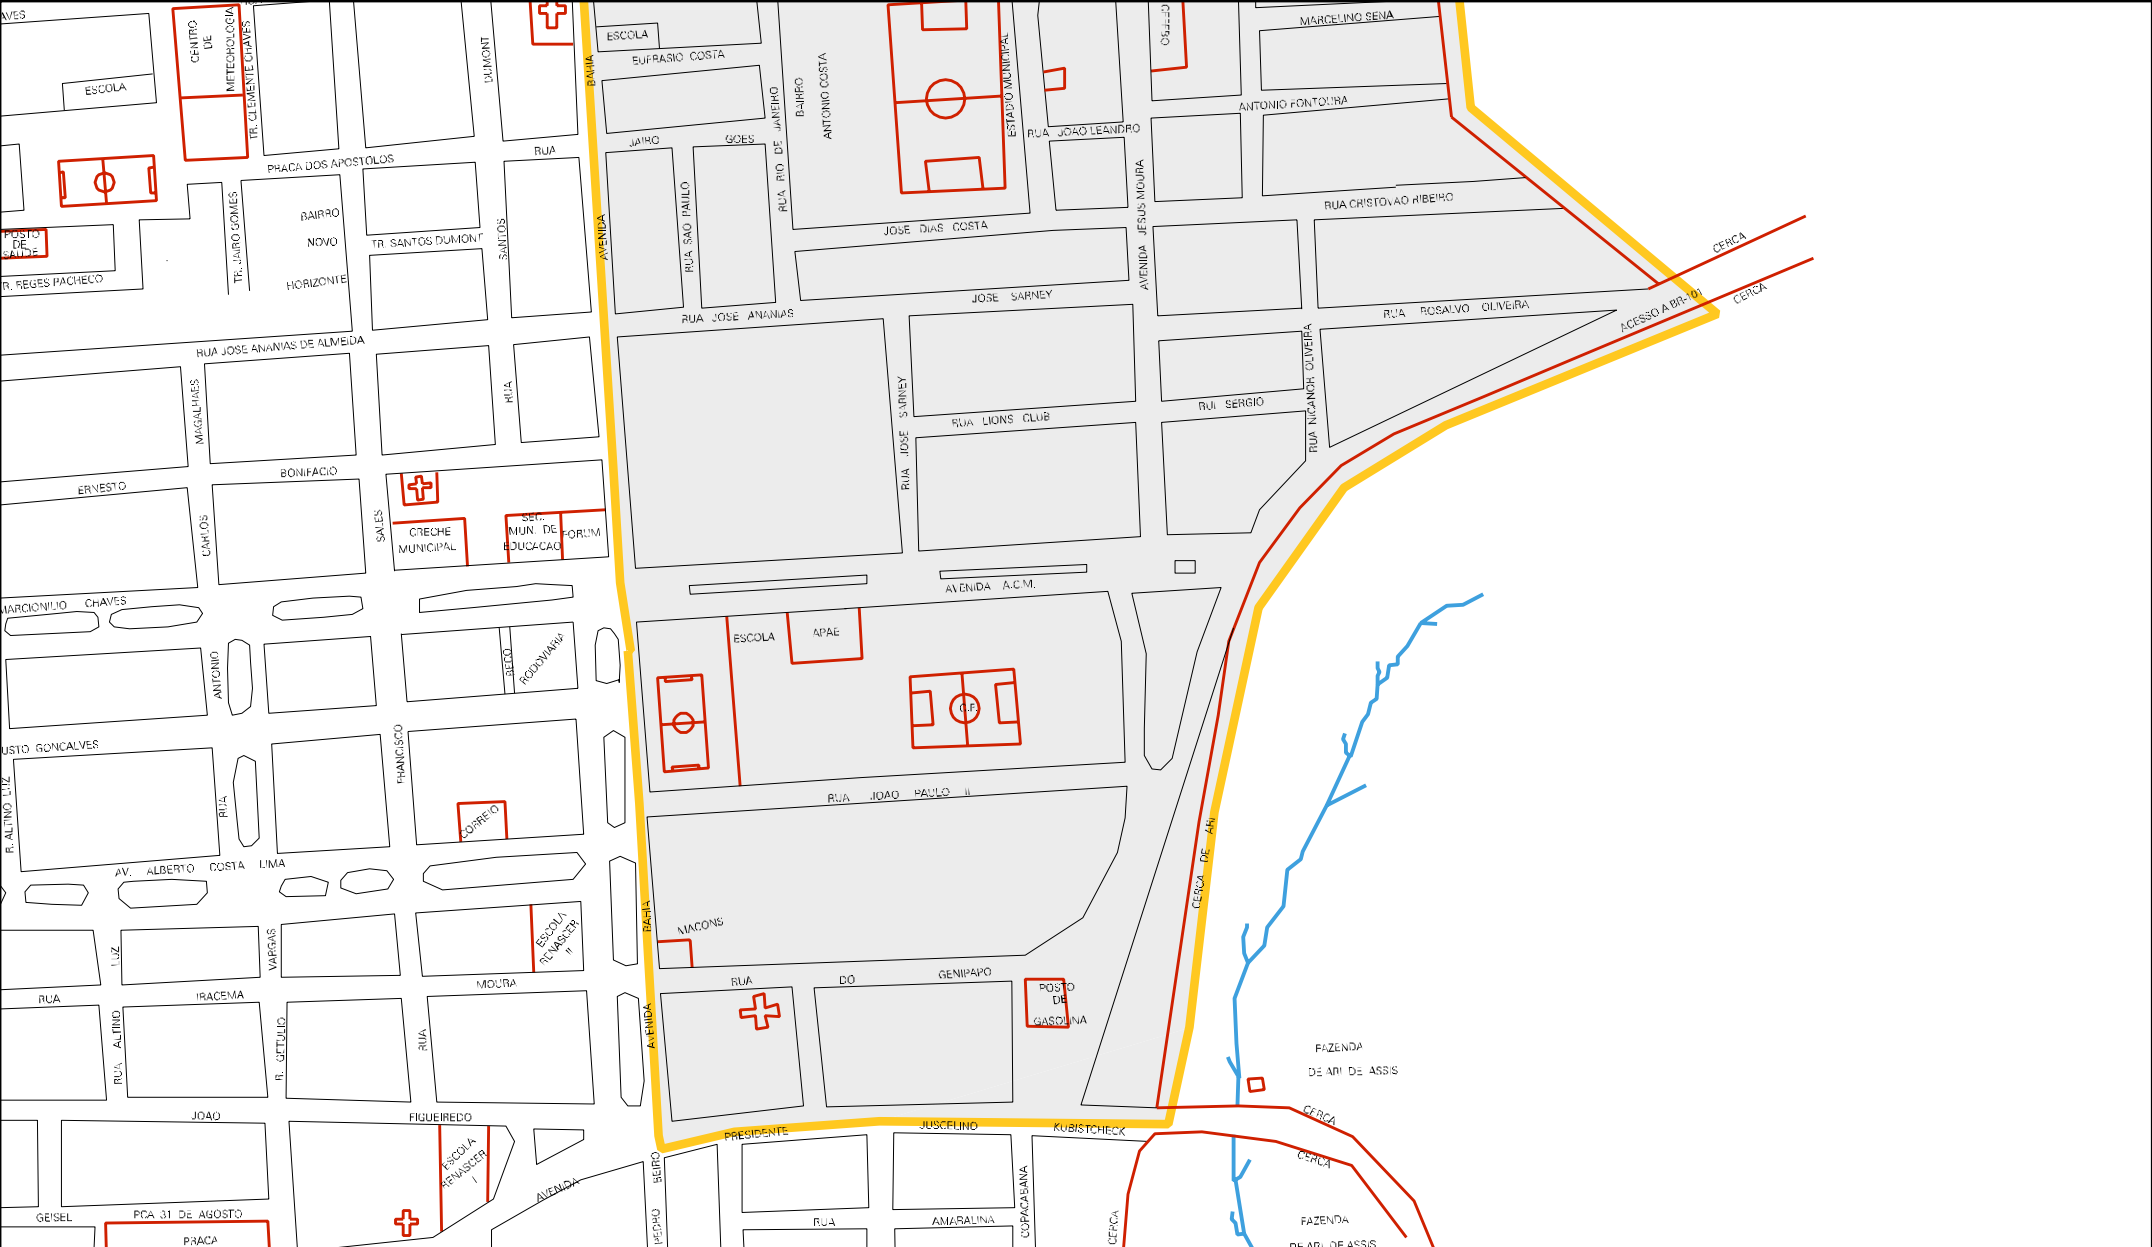 AVES
ESCOLA
CENTRO
DE
METEOROLOGIA
TR. CLEMENTE CHAVES
DUMONT
BAHIA
ESCOLA
EUFRASIO COSTA
BAIRRO
ANTONIO COSTA
ESTADIO MUNICIPAL
MARCELINO SENA
ANTONIO FONTOURA
RUA JOAO LEANDRO
JAIRO GOES
RUA
PRACA DOS APOSTOLOS
RUA RIO DE JANEIRO
RUA SAO PAULO
AVENIDA JESUS MOURA
RUA CRISTOVAO RIBEIRO
POSTO
DE
SAUDE
R. REGES PACHECO
TR. JAIRO GOMES
BAIRRO
NOVO
HORIZONTE
TR. SANTOS DUMONT
SANTOS
AVENIDA
JOSE DIAS COSTA
CERCA
CERCA
ACESSO A BR-101
JOSE SARNEY
RUA ROSALVO OLIVEIRA
RUA JOSE ANANIAS
RUA JOSE ANANIAS DE ALMEIDA
RUA NICANOR OLIVEIRA
MAGALHAES
RUA
RUA JOSE SARNEY
RUI SERGIO
RUA LIONS CLUB
BONIFACIO
ERNESTO
CARLOS
SALES
CRECHE
MUNICIPAL
SEC.
MUN. DE
EDUCACAO
FORUM
AVENIDA A.C.M.
MARCIONILIO CHAVES
ANTONIO
BECO
RODOVIARIA
ESCOLA
APAE
C.F.
USTO GONCALVES
R. ALTINO LUZ
RUA
FRANCISCO
CORREIO
RUA JOAO PAULO II
CERCA DE ARI
AV. ALBERTO COSTA LIMA
LUZ
VARGAS
ESCOLA
RENASCER
II
BAHIA
MACONS
RUA DO GENIPAPO
MOURA
RUA IRACEMA
RUA ALTINO
R. GETULIO
RUA
AVENIDA
POSTO
DE
GASOLINA
FAZENDA
DE ARI DE ASSIS
JOAO FIGUEIREDO
PRESIDENTE JUSCELINO KUBISTCHECK
CERCA
CERCA
ESCOLA
RENASCER
I
AVENIDA
BEIRO
PEDRO
COPACABANA
CERCA
GEISEL
PCA 31 DE AGOSTO
PRACA
RUA AMARALINA
FAZENDA
DE ARI DE ASSIS